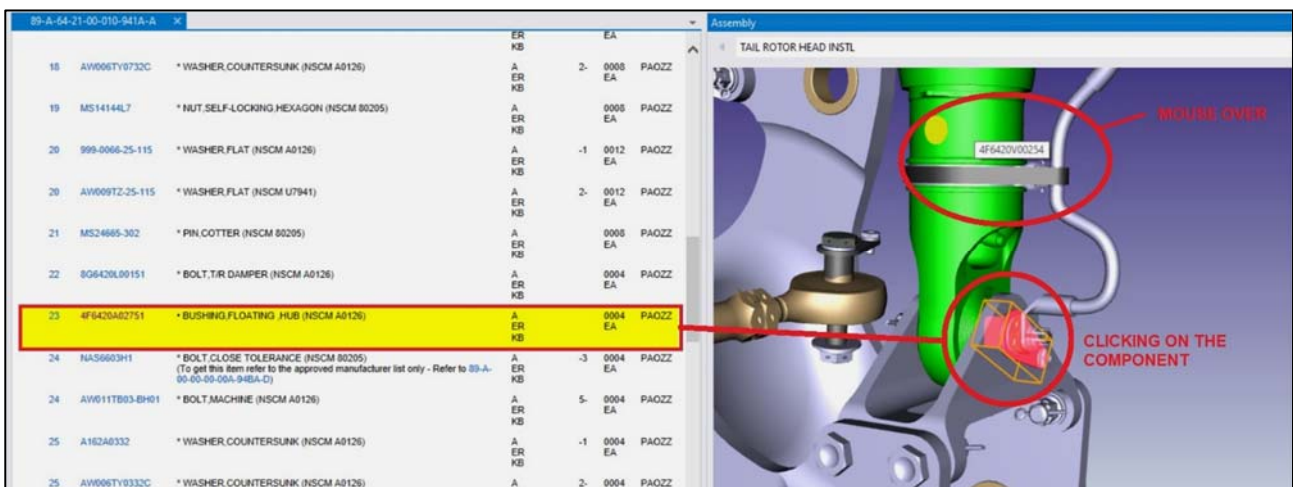 89-A-64-21-00-010-941A-A ×
ER EA
KB
18 AW006TY0732C * WASHER,COUNTERSUNK (NSCM A0126) A 2- 0008 PAOZZ
ER EA
KB
19 MS14144L7 * NUT,SELF-LOCKING,HEXAGON (NSCM 80205) A 0008 PAOZZ
ER EA
KB
20 999-0066-25-115 * WASHER,FLAT (NSCM A0126) A -1 0012 PAOZZ
ER EA
KB
20 AW009TZ-25-115 * WASHER,FLAT (NSCM U7941) A 2- 0012 PAOZZ
ER EA
KB
21 MS24665-302 * PIN,COTTER (NSCM 80205) A 0008 PAOZZ
ER EA
KB
22 8G6420L00151 * BOLT,T/R DAMPER (NSCM A0126) A 0004 PAOZZ
ER EA
KB
23 4F6420A02751 * BUSHING,FLOATING ,HUB (NSCM A0126) A 0004 PAOZZ
ER EA
KB
24 NAS6603H1 * BOLT,CLOSE TOLERANCE (NSCM 80205) A -3 0004 PAOZZ
(To get this item refer to the approved manufacturer list only - Refer to 89-A- ER EA
00-00-00-00A-94BA-D) KB
24 AW011TB03-BH01 * BOLT,MACHINE (NSCM A0126) A 5- 0004 PAOZZ
ER EA
KB
25 A162A0332 * WASHER,COUNTERSUNK (NSCM A0126) A -1 0004 PAOZZ
ER EA
KB
25 AW006TY0332C * WASHER,COUNTERSUNK (NSCM A0126) A 2- 0004 PAOZZ
Assembly
TAIL ROTOR HEAD INSTL
MOUSE OVER
4F6420V00254
CLICKING ON THE
COMPONENT